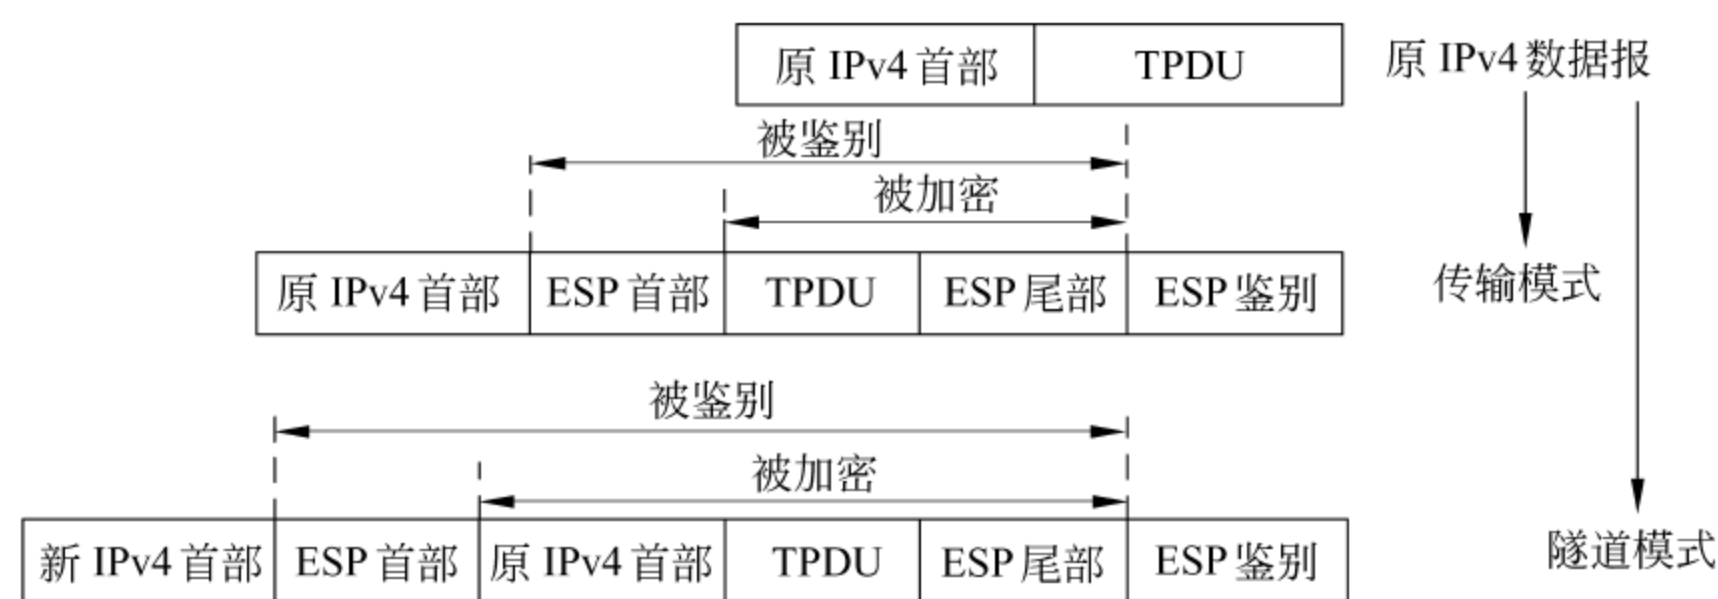 原 IPv4 首部 TPDU 原 IPv4 数据报
被鉴别
被加密
原 IPv4 首部 ESP 首部 TPDU ESP 尾部 ESP 鉴别 传输模式
被鉴别
被加密
新 IPv4 首部 ESP 首部 原 IPv4 首部 TPDU ESP 尾部 ESP 鉴别 隧道模式